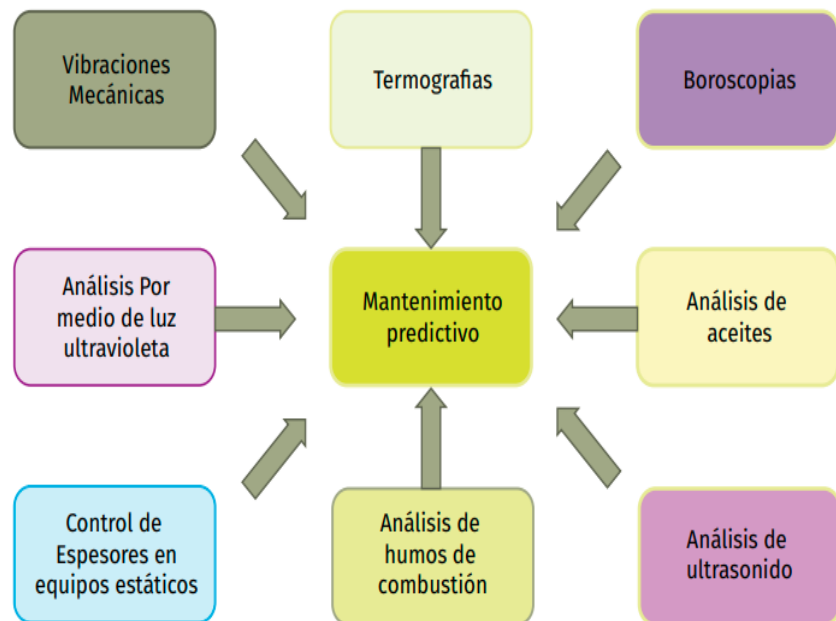 Vibraciones
Mecánicas
Termografias
Boroscopias
Análisis Por
medio de luz
ultravioleta
Mantenimiento
predictivo
Análisis de
aceites
Control de
Espesores en
equipos estáticos
Análisis de
humos de
combustión
Análisis de
ultrasonido